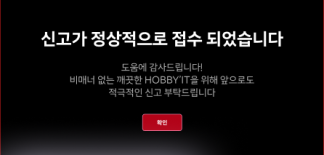 신고가 정상적으로 접수 되었습니다
도움에 감사드립니다!
비매너 없는 깨끗한 HOBBY'IT을 위해 앞으로도
적극적인 신고 부탁드립니다
확인